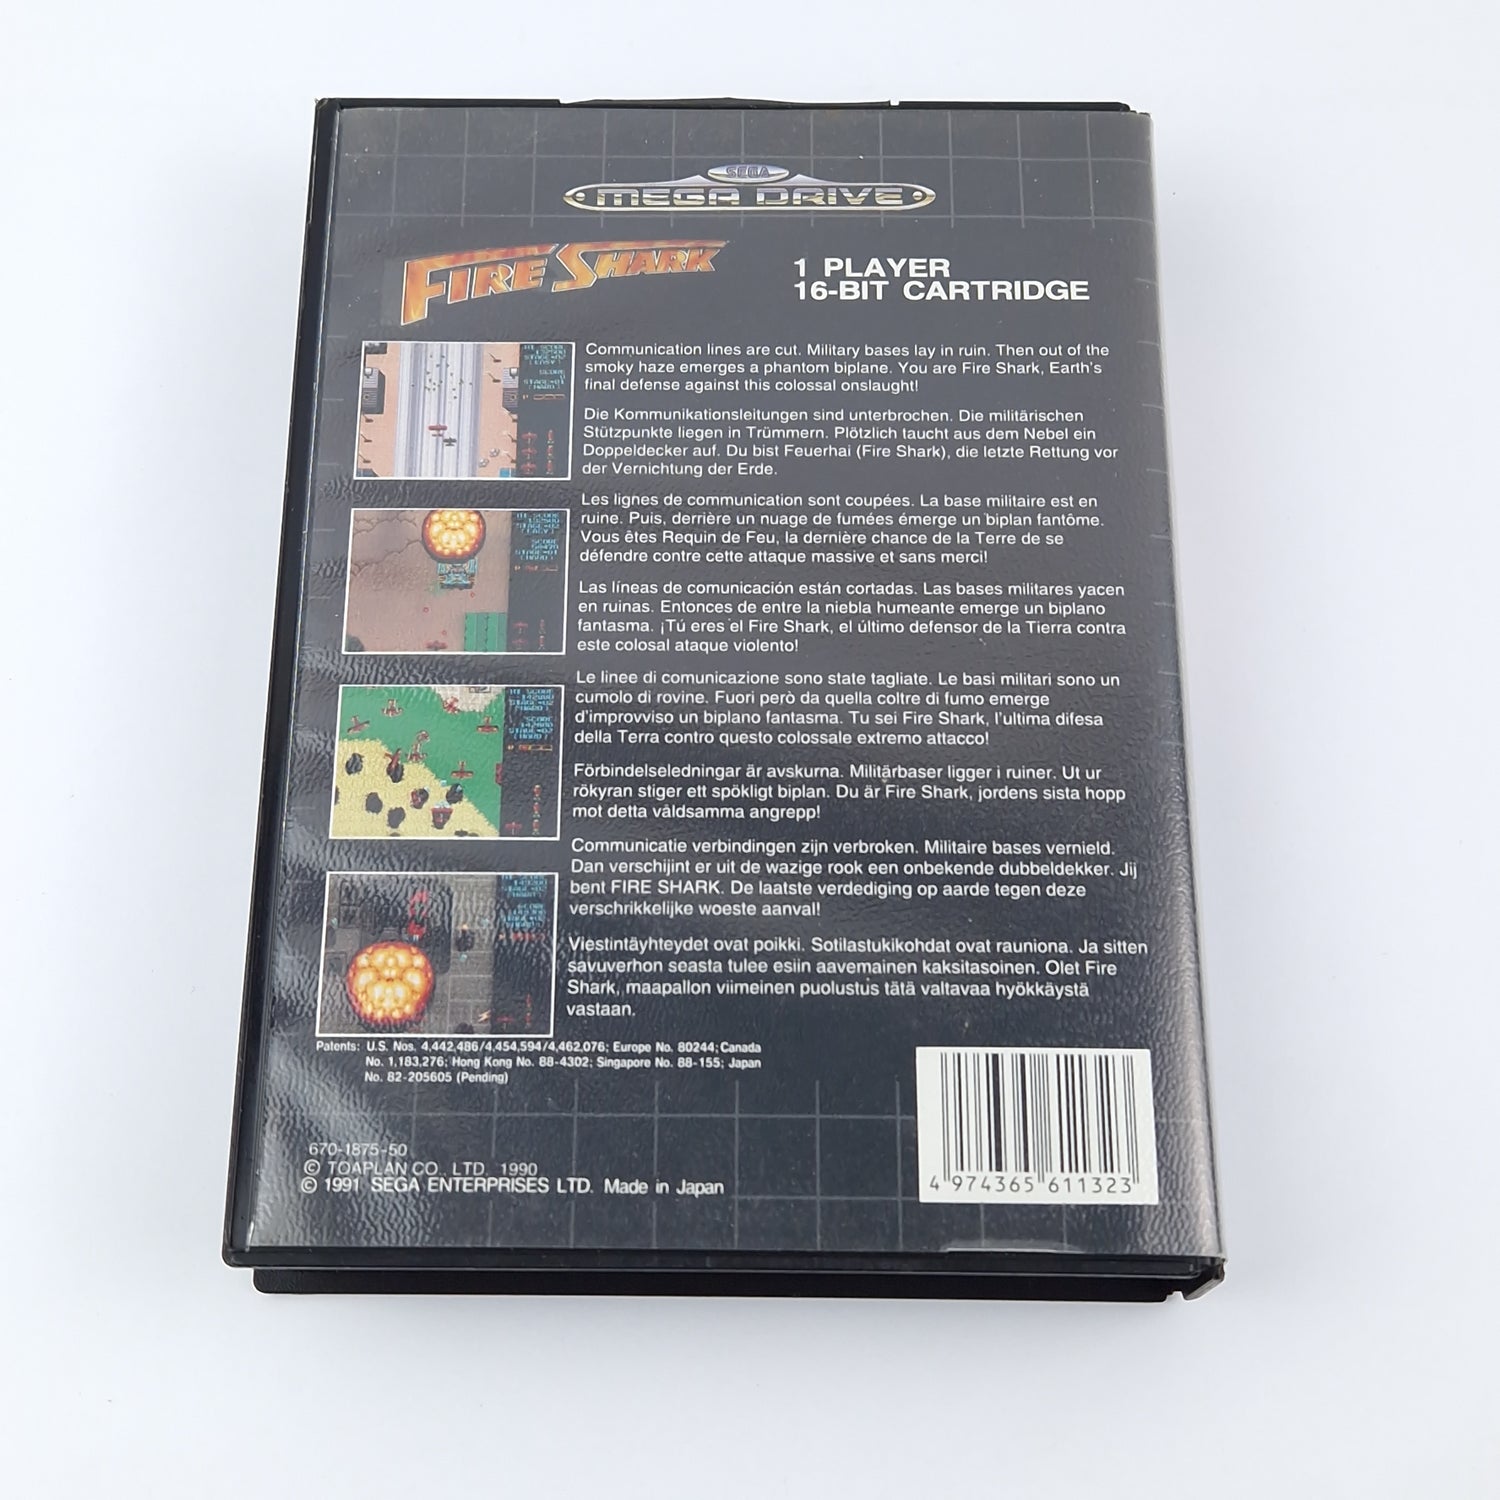 SEGA
MEGA DRIVE
FIRE SHARK
1 PLAYER
16-BIT CARTRIDGE
Communication lines are cut. Military bases lay in ruin. Then out of the
smoky haze emerges a phantom biplane. You are Fire Shark, Earth's
final defense against this colossal onslaught!
Die Kommunikationsleitungen sind unterbrochen. Die militärischen
Stützpunkte liegen in Trümmern. Plötzlich taucht aus dem Nebel ein
Doppeldecker auf. Du bist Feuerhai (Fire Shark), die letzte Rettung vor
der Vernichtung der Erde.
Les lignes de communication sont coupées. La base militaire est en
ruine. Puis, derrière un nuage de fumées émerge un biplan fantôme.
Vous êtes Requin de Feu, la dernière chance de la Terre de se
défendre contre cette attaque massive et sans merci!
Las líneas de comunicación están cortadas. Las bases militares yacen
en ruinas. Entonces de entre la niebla humeante emerge un biplano
fantasma. ¡Tú eres el Fire Shark, el último defensor de la Tierra contra
este colosal ataque violento!
Le linee di comunicazione sono state tagliate. Le basi militari sono un
cumolo di rovine. Fuori però da quella coltre di fumo emerge
d'improvviso un biplano fantasma. Tu sei Fire Shark, l'ultima difesa
della Terra contro questo colossale extremo attacco!
Förbindelseledningar är avskurna. Militärbaser ligger i ruiner. Ut ur
rökyran stiger ett spökligt biplan. Du är Fire Shark, jordens sista hopp
mot detta våldsamma angrepp!
Communicatie verbindingen zijn verbroken. Militaire bases vernield.
Dan verschijint er uit de wazige rook een onbekende dubbeldekker. Jij
bent FIRE SHARK. De laatste verdediging op aarde tegen deze
verschrikkelijke woeste aanval!
Viestintäyhteydet ovat poikki. Sotilastukikohdat ovat rauniona. Ja sitten
savuverhon seasta tulee esiin aavemainen kaksitasoinen. Olet Fire
Shark, maapallon viimeinen puolustus tätä valtavaa hyökkäystä
vastaan.
Patents: U.S. Nos. 4,442,486/4,454,594/4,462,076; Europe No. 80244; Canada
No. 1,183,276; Hong Kong No. 88-4302; Singapore No. 88-155; Japan
No. 82-205605 (Pending)
670-1875-50
© TOAPLAN CO., LTD. 1990
© 1991 SEGA ENTERPRISES LTD. Made in Japan
4 974365 611323